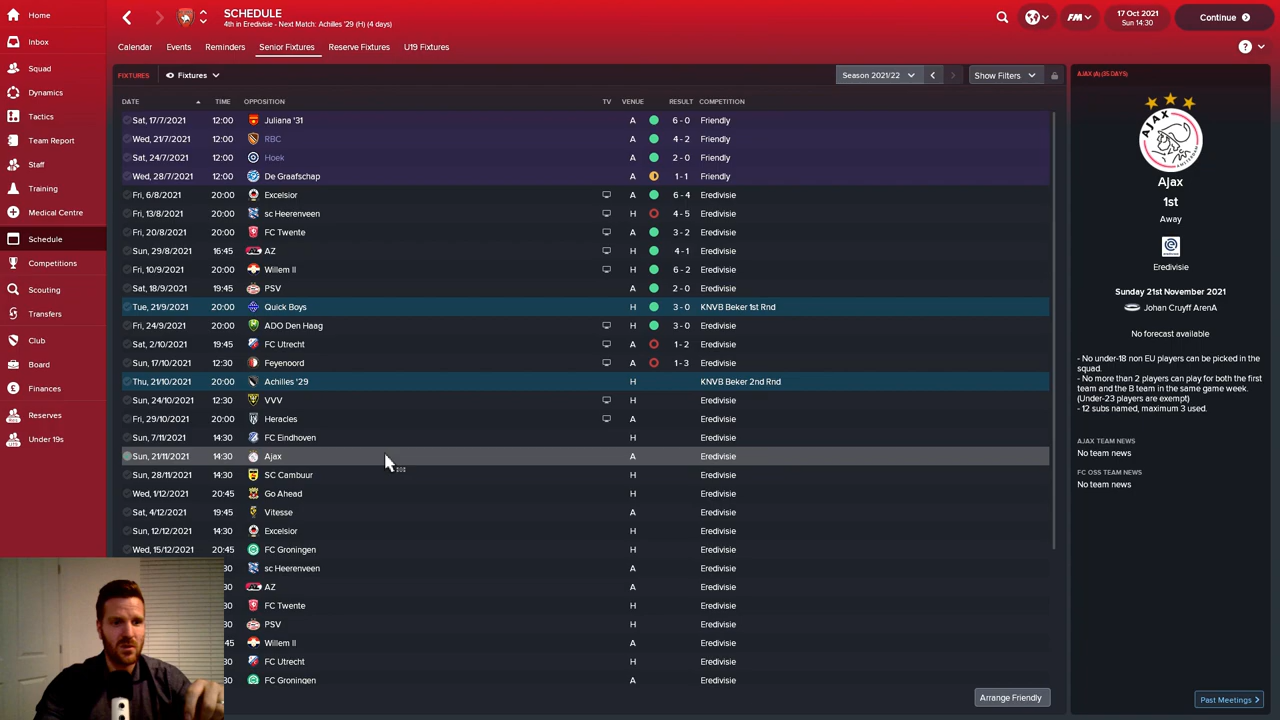 Home
Inbox
Squad
Dynamics
Tactics
Team Report
Staff
Training
Medical Centre
Schedule
Competitions
Scouting
Transfers
Club
Board
Finances
Reserves
Under 19s
SCHEDULE
4th in Eredivisie - Next Match: Achilles '29 (H) (4 days)
FM
17 Oct 2021
Sun 14:30
Continue
Calendar Events Reminders Senior Fixtures Reserve Fixtures U19 Fixtures
?
FIXTURES Fixtures Season 2021/22 Show Filters
DATE TIME OPPOSITION TV VENUE RESULT COMPETITION
Sat, 17/7/2021 12:00 Juliana '31 A 6 - 0 Friendly
Wed, 21/7/2021 12:00 RBC A 4 - 2 Friendly
Sat, 24/7/2021 12:00 Hoek A 2 - 0 Friendly
Wed, 28/7/2021 12:00 De Graafschap A 1 - 1 Friendly
Fri, 6/8/2021 20:00 Excelsior A 6 - 4 Eredivisie
Fri, 13/8/2021 20:00 sc Heerenveen H 4 - 5 Eredivisie
Fri, 20/8/2021 20:00 FC Twente A 3 - 2 Eredivisie
Sun, 29/8/2021 16:45 AZ H 4 - 1 Eredivisie
Fri, 10/9/2021 20:00 Willem II H 6 - 2 Eredivisie
Sat, 18/9/2021 19:45 PSV A 2 - 0 Eredivisie
Tue, 21/9/2021 20:00 Quick Boys H 3 - 0 KNVB Beker 1st Rnd
Fri, 24/9/2021 20:00 ADO Den Haag H 3 - 0 Eredivisie
Sat, 2/10/2021 19:45 FC Utrecht A 1 - 2 Eredivisie
Sun, 17/10/2021 12:30 Feyenoord A 1 - 3 Eredivisie
Thu, 21/10/2021 20:00 Achilles '29 H KNVB Beker 2nd Rnd
Sun, 24/10/2021 12:30 VVV H Eredivisie
Fri, 29/10/2021 20:00 Heracles A Eredivisie
Sun, 7/11/2021 14:30 FC Eindhoven H Eredivisie
Sun, 21/11/2021 14:30 Ajax A Eredivisie
Sun, 28/11/2021 14:30 SC Cambuur H Eredivisie
Wed, 1/12/2021 20:45 Go Ahead H Eredivisie
Sat, 4/12/2021 19:45 Vitesse A Eredivisie
Sun, 12/12/2021 14:30 Excelsior H Eredivisie
Wed, 15/12/2021 20:45 FC Groningen H Eredivisie
30 sc Heerenveen A Eredivisie
30 AZ A Eredivisie
30 FC Twente H Eredivisie
30 PSV H Eredivisie
45 Willem II A Eredivisie
30 FC Utrecht H Eredivisie
30 FC Groningen A Eredivisie
Arrange Friendly
AJAX (A) (35 DAYS)
AJAX
Ajax
1st
Away
Eredivisie
Sunday 21st November 2021
Johan Cruyff ArenA
No forecast available
- No under-18 non EU players can be picked in the
squad.
- No more than 2 players can play for both the first
team and the B team in the same game week.
(Under-23 players are exempt)
- 12 subs named, maximum 3 used.
AJAX TEAM NEWS
No team news
FC OSS TEAM NEWS
No team news
Past Meetings